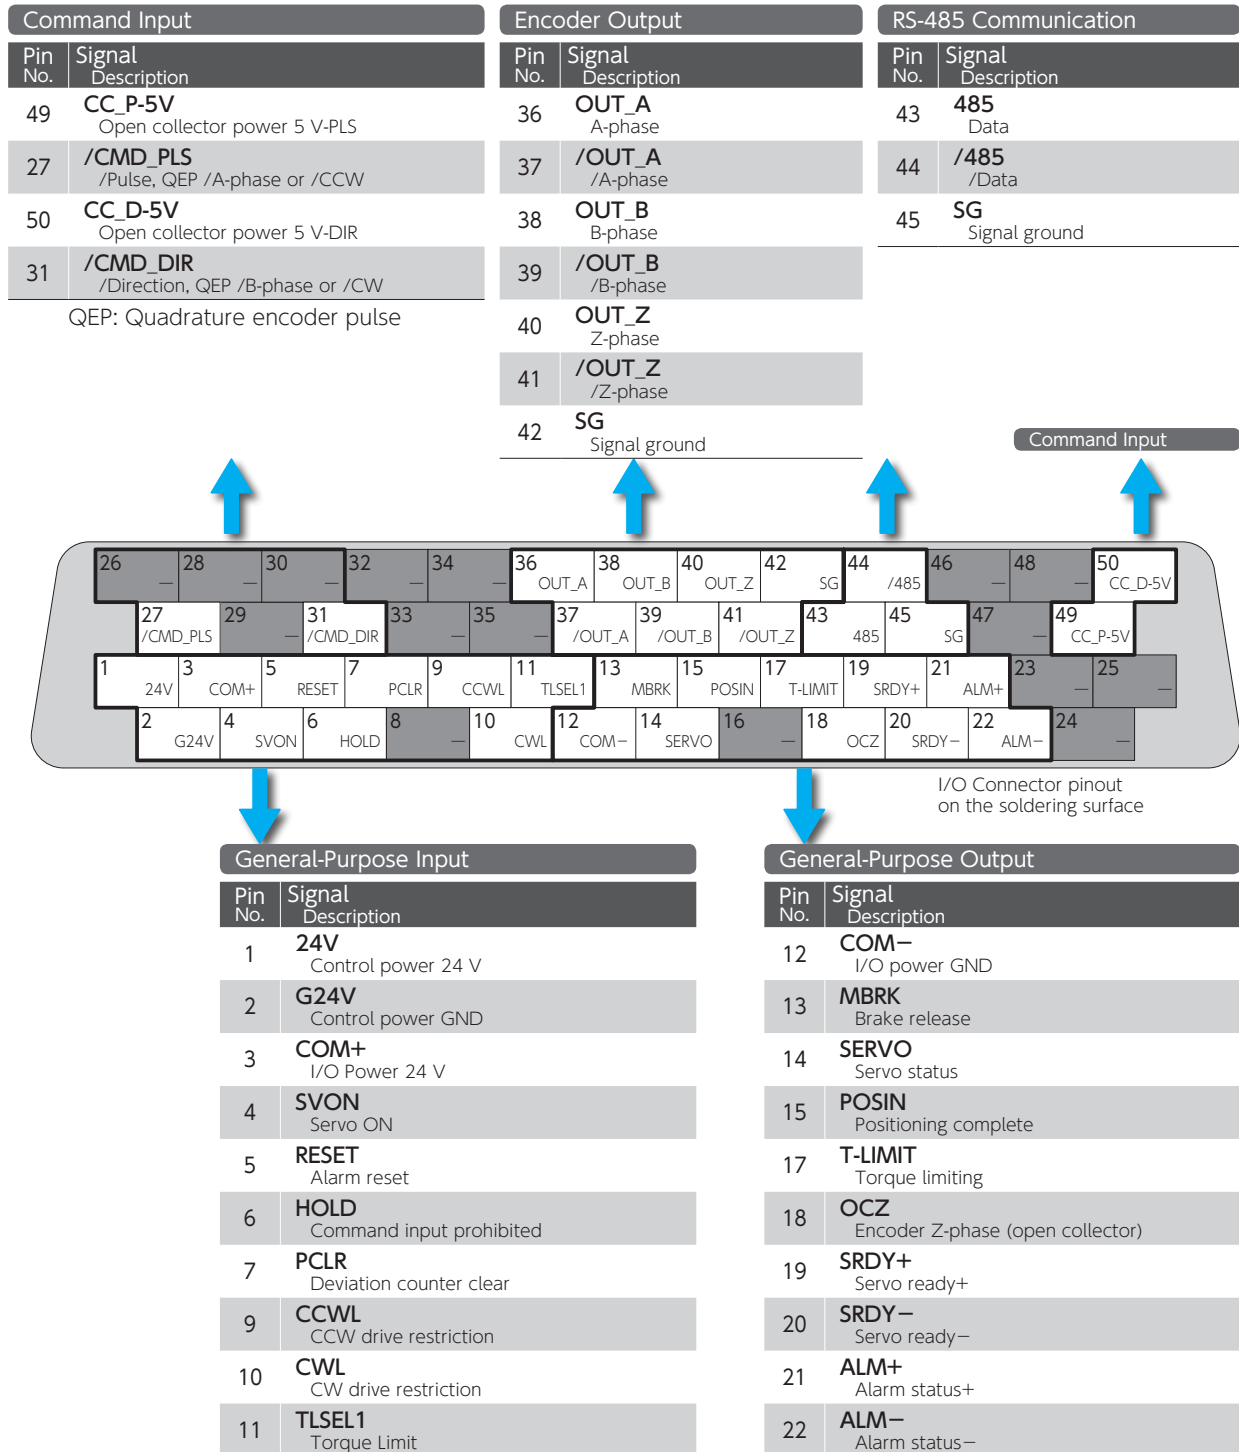 Command Input
Pin No. Signal Description
49 CC_P-5V
Open collector power 5 V-PLS
27 /CMD_PLS
/Pulse, QEP /A-phase or /CCW
50 CC_D-5V
Open collector power 5 V-DIR
31 /CMD_DIR
/Direction, QEP /B-phase or /CW
QEP: Quadrature encoder pulse
Encoder Output
Pin No. Signal Description
36 OUT_A
A-phase
37 /OUT_A
/A-phase
38 OUT_B
B-phase
39 /OUT_B
/B-phase
40 OUT_Z
Z-phase
41 /OUT_Z
/Z-phase
42 SG
Signal ground
RS-485 Communication
Pin No. Signal Description
43 485
Data
44 /485
/Data
45 SG
Signal ground
Command Input
26 — 28 — 30 — 32 — 34 — 36 OUT_A 38 OUT_B 40 OUT_Z 42 SG 44 /485 46 — 48 — 50 CC_D-5V
27 /CMD_PLS 29 — 31 /CMD_DIR 33 — 35 — 37 /OUT_A 39 /OUT_B 41 /OUT_Z 43 485 45 SG 47 — 49 CC_P-5V
1 24V 3 COM+ 5 RESET 7 PCLR 9 CCWL 11 TLSEL1 13 MBRK 15 POSIN 17 T-LIMIT 19 SRDY+ 21 ALM+ 23 — 25 —
2 G24V 4 SVON 6 HOLD 8 — 10 CWL 12 COM− 14 SERVO 16 — 18 OCZ 20 SRDY− 22 ALM− 24 —
I/O Connector pinout
on the soldering surface
General-Purpose Input
Pin No. Signal Description
1 24V
Control power 24 V
2 G24V
Control power GND
3 COM+
I/O Power 24 V
4 SVON
Servo ON
5 RESET
Alarm reset
6 HOLD
Command input prohibited
7 PCLR
Deviation counter clear
9 CCWL
CCW drive restriction
10 CWL
CW drive restriction
11 TLSEL1
Torque Limit
General-Purpose Output
Pin No. Signal Description
12 COM−
I/O power GND
13 MBRK
Brake release
14 SERVO
Servo status
15 POSIN
Positioning complete
17 T-LIMIT
Torque limiting
18 OCZ
Encoder Z-phase (open collector)
19 SRDY+
Servo ready+
20 SRDY−
Servo ready−
21 ALM+
Alarm status+
22 ALM−
Alarm status−